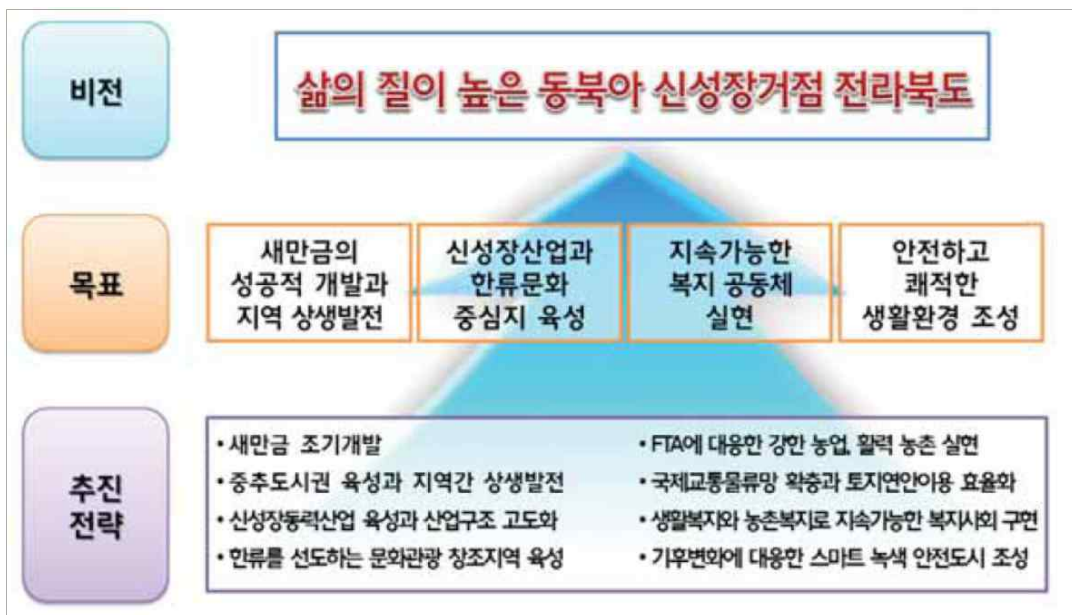 비전
삶의 질이 높은 동북아 신성장거점 전라북도
목표
새만금의
성공적 개발과
지역 상생발전
신성장산업과
한류문화
중심지 육성
지속가능한
복지 공동체
실현
안전하고
쾌적한
생활환경 조성
추진
전략
• 새만금 조기개발
• 중추도시권 육성과 지역간 상생발전
• 신성장동력산업 육성과 산업구조 고도화
• 한류를 선도하는 문화관광 창조지역 육성
• FTA에 대응한 강한 농업, 활력 농촌 실현
• 국제교통물류망 확충과 토지연안이용 효율화
• 생활복지와 농촌복지로 지속가능한 복지사회 구현
• 기후변화에 대응한 스마트 녹색 안전도시 조성